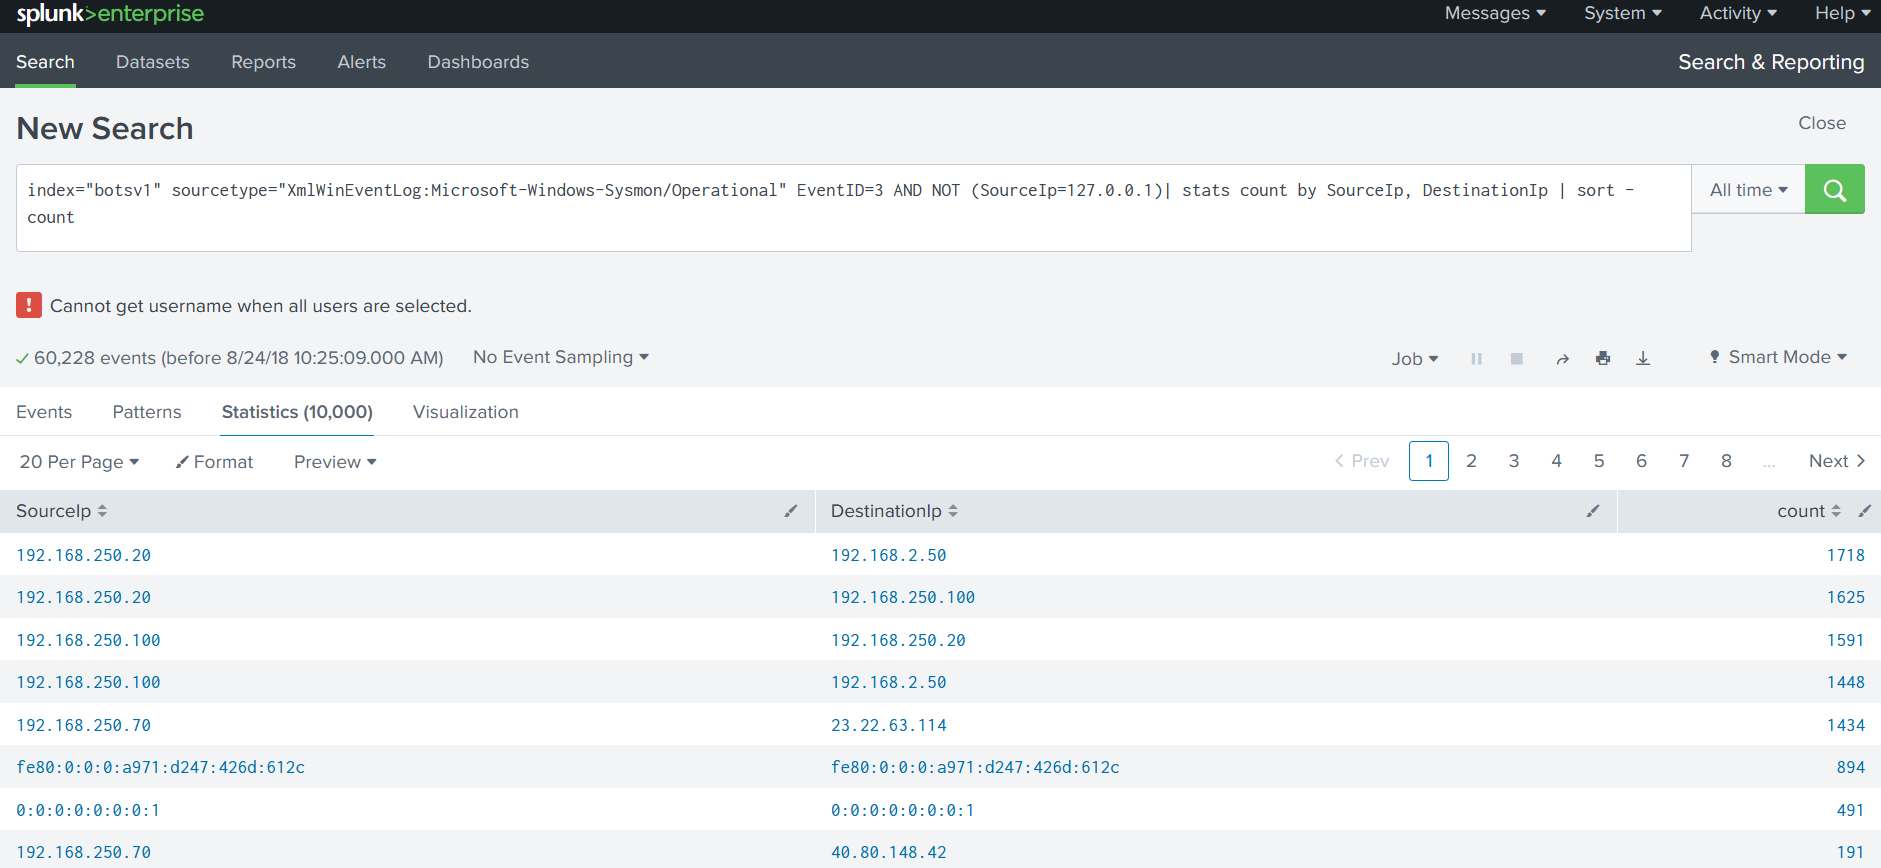 splunk>enterprise Messages System Activity Help
Search Datasets Reports Alerts Dashboards Search & Reporting
New Search Close
index="botsv1" sourcetype="XmlWinEventLog:Microsoft-Windows-Sysmon/Operational" EventID=3 AND NOT (SourceIp=127.0.0.1)| stats count by SourceIp, DestinationIp | sort - All time
count
! Cannot get username when all users are selected.
60,228 events (before 8/24/18 10:25:09.000 AM) No Event Sampling Job Smart Mode
Events Patterns Statistics (10,000) Visualization
20 Per Page Format Preview < Prev 1 2 3 4 5 6 7 8 ... Next >
SourceIp DestinationIp count
192.168.250.20 192.168.2.50 1718
192.168.250.20 192.168.250.100 1625
192.168.250.100 192.168.250.20 1591
192.168.250.100 192.168.2.50 1448
192.168.250.70 23.22.63.114 1434
fe80:0:0:0:a971:d247:426d:612c fe80:0:0:0:a971:d247:426d:612c 894
0:0:0:0:0:0:0:1 0:0:0:0:0:0:0:1 491
192.168.250.70 40.80.148.42 191